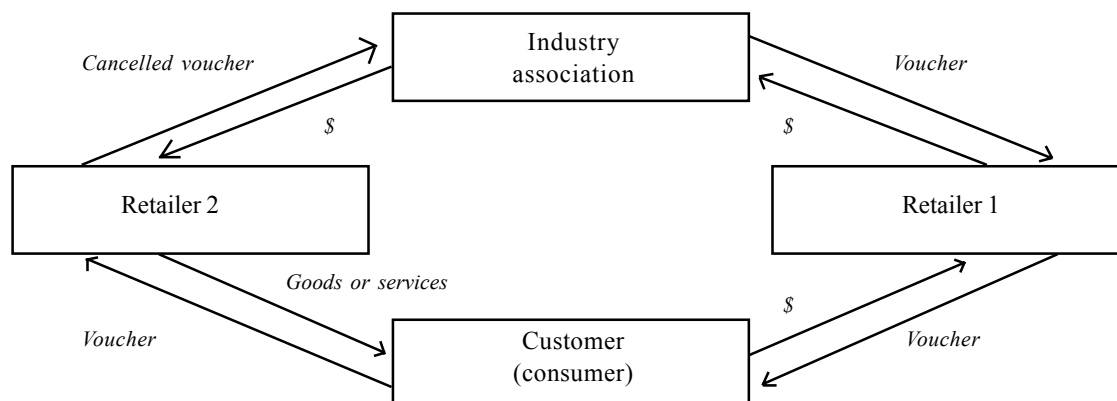 Industry
association
Cancelled voucher
Voucher
$
$
Retailer 2
Retailer 1
Goods or services
$
Voucher
Customer
(consumer)
Voucher